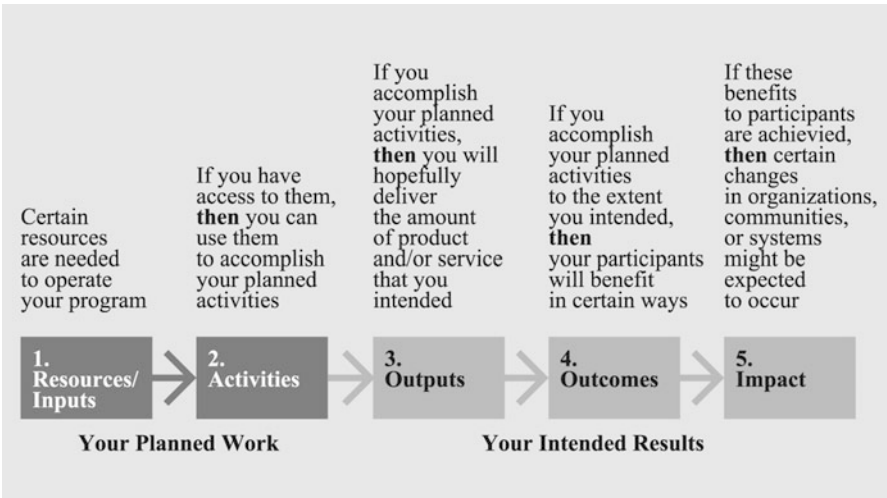 Certain
resources
are needed
to operate
your program
If you have
access to them,
then you can
use them
to accomplish
your planned
activities
If you
accomplish
your planned
activities,
then you will
hopefully
deliver
the amount
of product
and/or service
that you
intended
If you
accomplish
your planned
activities
to the extent
you intended,
then
your participants
will benefit
in certain ways
If these
benefits
to participants
are achievied,
then certain
changes
in organizations,
communities,
or systems
might be
expected
to occur
1.
Resources/
Inputs
2.
Activities
3.
Outputs
4.
Outcomes
5.
Impact
Your Planned Work
Your Intended Results